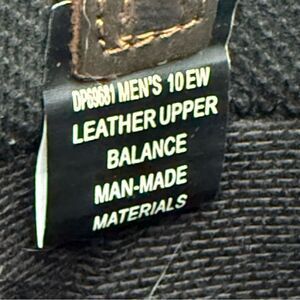 DP69681 MEN'S 10 EW
LEATHER UPPER
BALANCE
MAN-MADE
MATERIALS